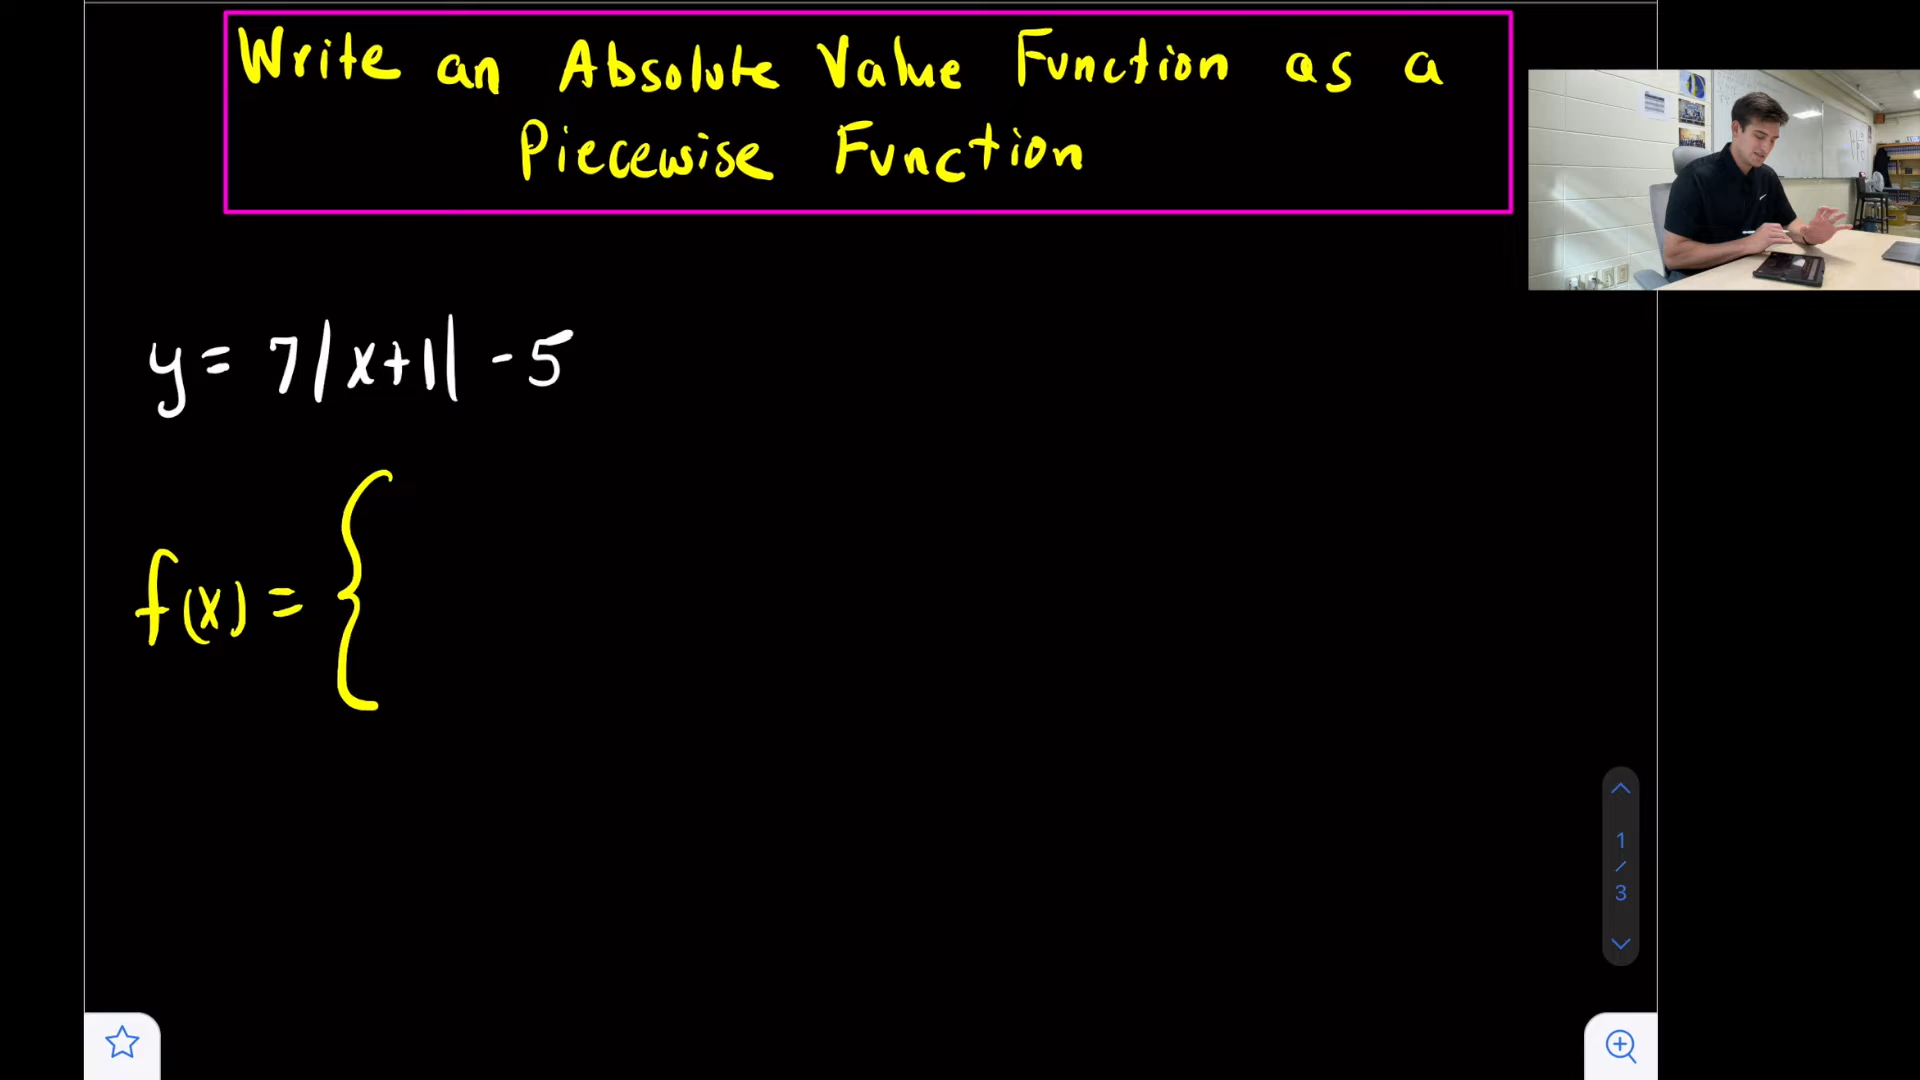 Write an Absolute Value Function as a
Piecewise Function
y = 7|x+1| - 5
f(x) = {
1
/
3